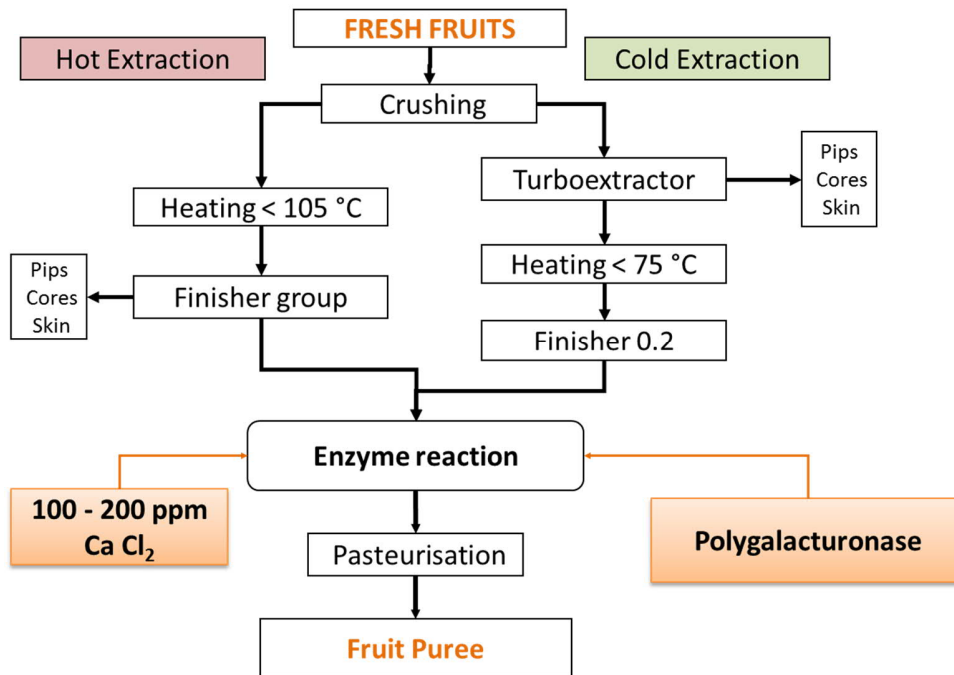 FRESH FRUITS
Hot Extraction
Cold Extraction
Crushing
Turboextractor
Pips
Cores
Skin
Heating < 105 °C
Heating < 75 °C
Pips
Cores
Skin
Finisher group
Finisher 0.2
Enzyme reaction
100 - 200 ppm
Ca Cl₂
Polygalacturonase
Pasteurisation
Fruit Puree